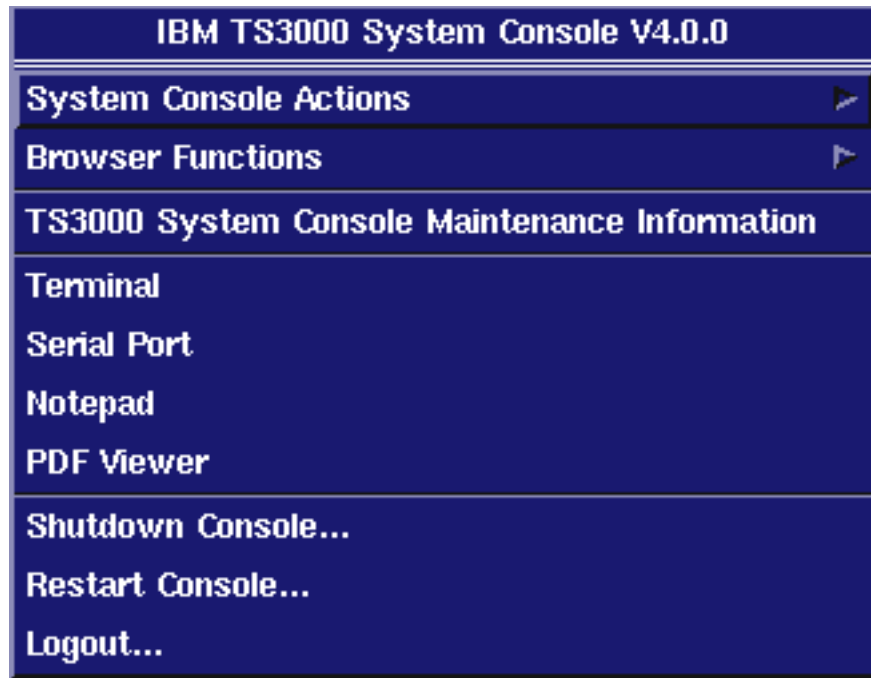 IBM TS3000 System Console V4.0.0
System Console Actions
Browser Functions
TS3000 System Console Maintenance Information
Terminal
Serial Port
Notepad
PDF Viewer
Shutdown Console...
Restart Console...
Logout...